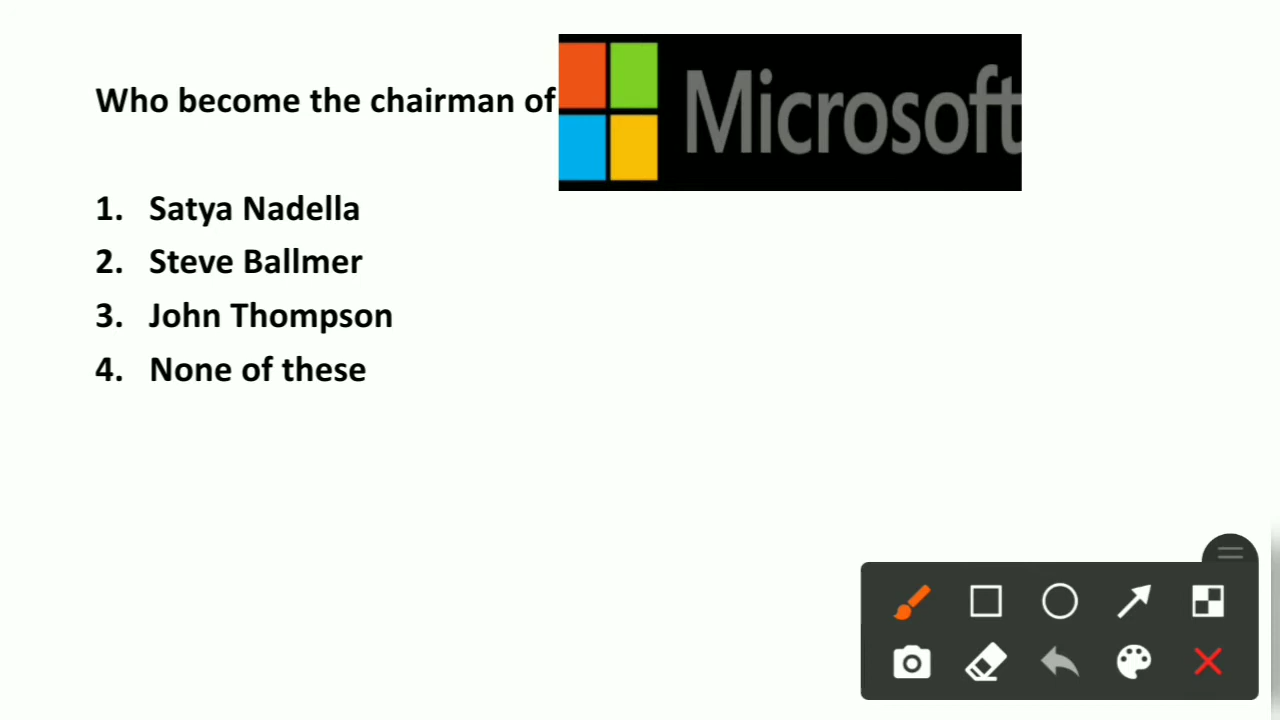 Who become the chairman of Microsoft
1. Satya Nadella
2. Steve Ballmer
3. John Thompson
4. None of these